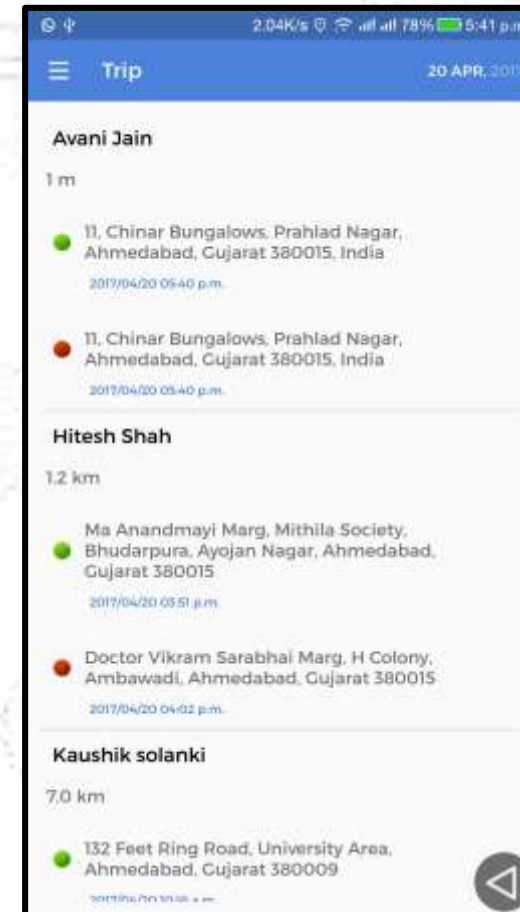 2.04K/s 78% 5:41 p.m
Trip
20 APR, 2017
Avani Jain
1 m
11, Chinar Bungalows, Prahlad Nagar,
Ahmedabad, Gujarat 380015, India
2017/04/20 05:40 p.m.
11, Chinar Bungalows, Prahlad Nagar,
Ahmedabad, Gujarat 380015, India
2017/04/20 05:40 p.m.
Hitesh Shah
1.2 km
Ma Anandmayi Marg, Mithila Society,
Bhudarpura, Ayojan Nagar, Ahmedabad,
Gujarat 380015
2017/04/20 03:51 p.m.
Doctor Vikram Sarabhai Marg, H Colony,
Ambawadi, Ahmedabad, Gujarat 380015
2017/04/20 04:02 p.m.
Kaushik solanki
7.0 km
132 Feet Ring Road, University Area,
Ahmedabad, Gujarat 380009